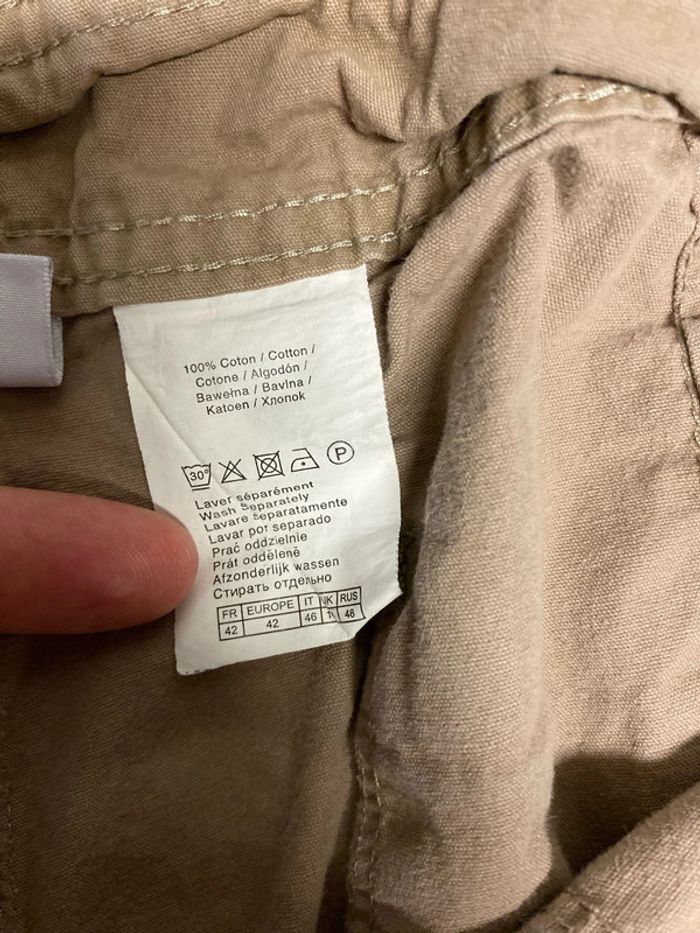 100% Coton / Cotton /
Cotone / Algodón /
Bawełna / Bavlna /
Katoen / Хлопок
30° P
Laver séparément
Wash Separately
Lavare separatamente
Lavar por separado
Prać oddzielnie
Prát odděleně
Afzonderlijk wassen
Стирать отдельно
FR EUROPE IT RUS
42 42 46 48